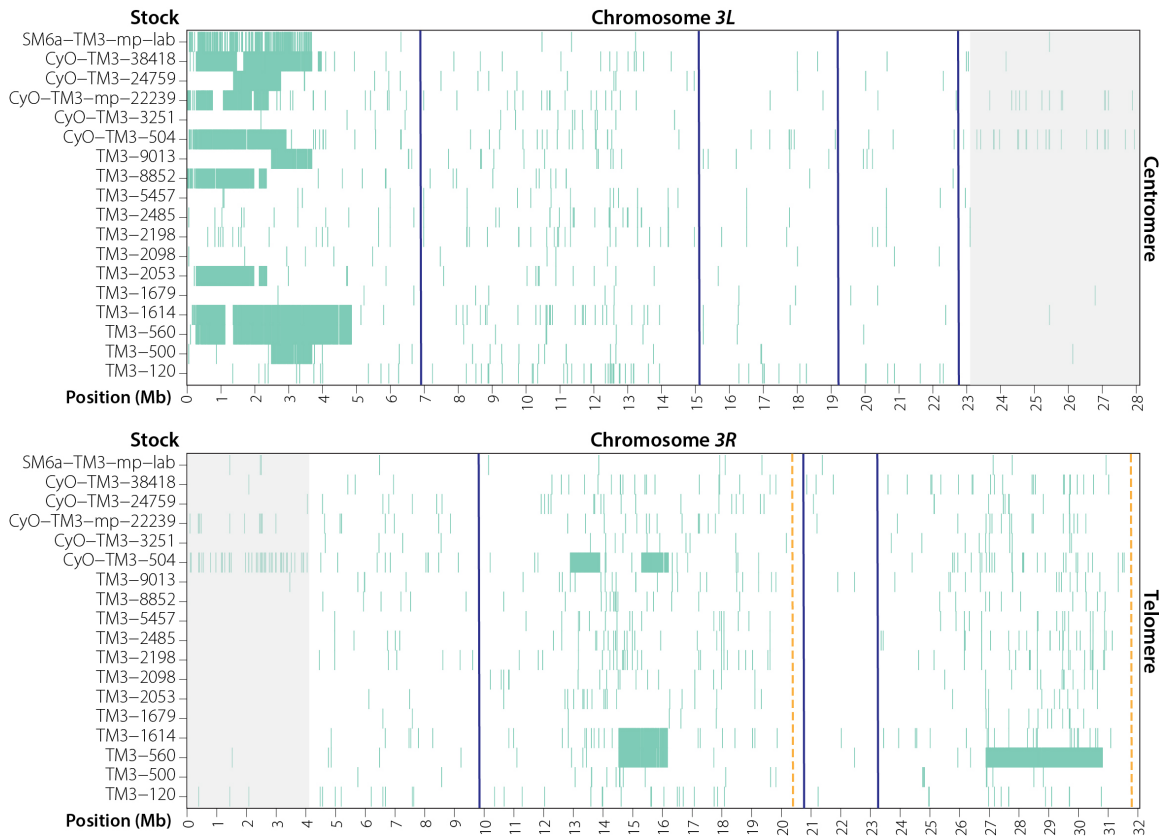 Stock Chromosome 3L
SM6a–TM3–mp–lab
CyO–TM3–38418
CyO–TM3–24759
CyO–TM3–mp–22239
CyO–TM3–3251
CyO–TM3–504
TM3–9013
TM3–8852
TM3–5457
TM3–2485
TM3–2198
TM3–2098
TM3–2053
TM3–1679
TM3–1614
TM3–560
TM3–500
TM3–120
Centromere
Position (Mb) 0 1 2 3 4 5 6 7 8 9 10 11 12 13 14 15 16 17 18 19 20 21 22 23 25 26 27 28
Stock Chromosome 3R
SM6a–TM3–mp–lab
CyO–TM3–38418
CyO–TM3–24759
CyO–TM3–mp–22239
CyO–TM3–3251
CyO–TM3–504
TM3–9013
TM3–8852
TM3–5457
TM3–2485
TM3–2198
TM3–2098
TM3–2053
TM3–1679
TM3–1614
TM3–560
TM3–500
TM3–120
Telomere
Position (Mb) 0 1 2 3 4 5 6 7 8 9 10 11 12 13 14 15 16 17 18 19 20 21 22 23 24 25 26 27 28 29 30 31 32